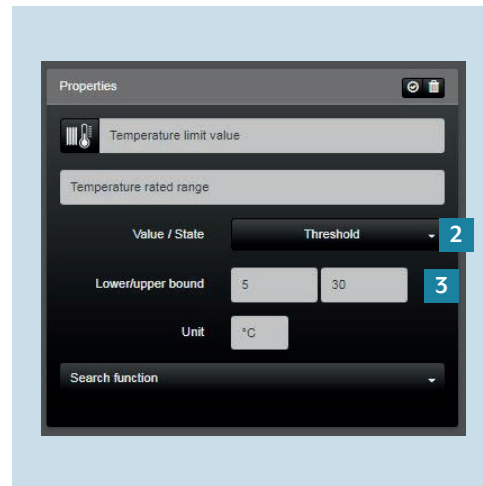 Properties
Temperature limit value
Temperature rated range
Value / State Threshold 2
Lower/upper bound 5 30 3
Unit °C
Search function